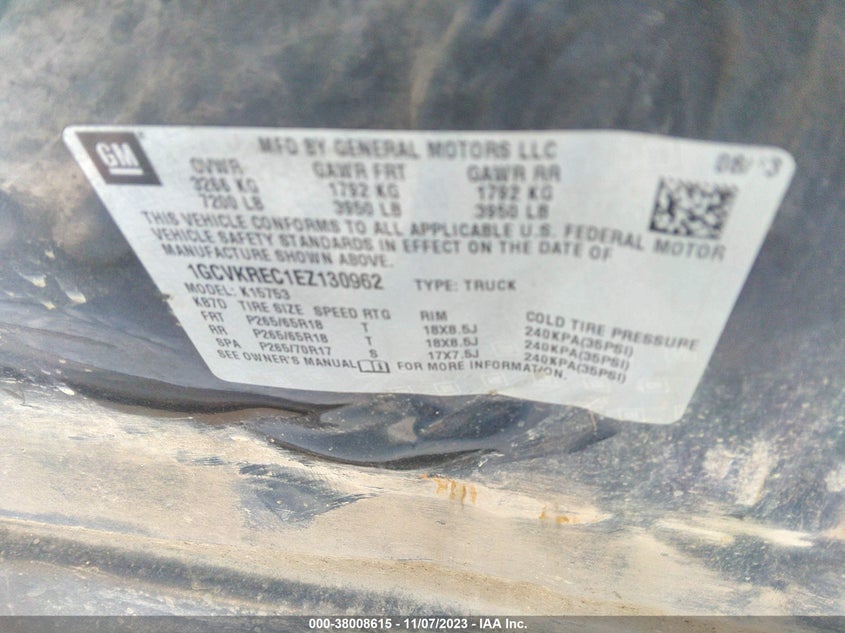 GM
MFD BY GENERAL MOTORS LLC
GVWR GAWR FRT GAWR RR
3266 KG 1792 KG 1792 KG
7200 LB 3950 LB 3950 LB
THIS VEHICLE CONFORMS TO ALL APPLICABLE U.S. FEDERAL MOTOR
VEHICLE SAFETY STANDARDS IN EFFECT ON THE DATE OF
MANUFACTURE SHOWN ABOVE.
1GCVKREC1EZ130962 TYPE: TRUCK
MODEL: K15753
KB7D TIRE SIZE SPEED RTG RIM COLD TIRE PRESSURE
FRT P265/65R18 T 18X8.5J 240KPA(35PSI)
RR P265/65R18 T 18X8.5J 240KPA(35PSI)
SPA P265/70R17 S 17X7.5J 240KPA(35PSI)
SEE OWNER'S MANUAL FOR MORE INFORMATION.
000-38008615 - 11/07/2023 - IAA Inc.